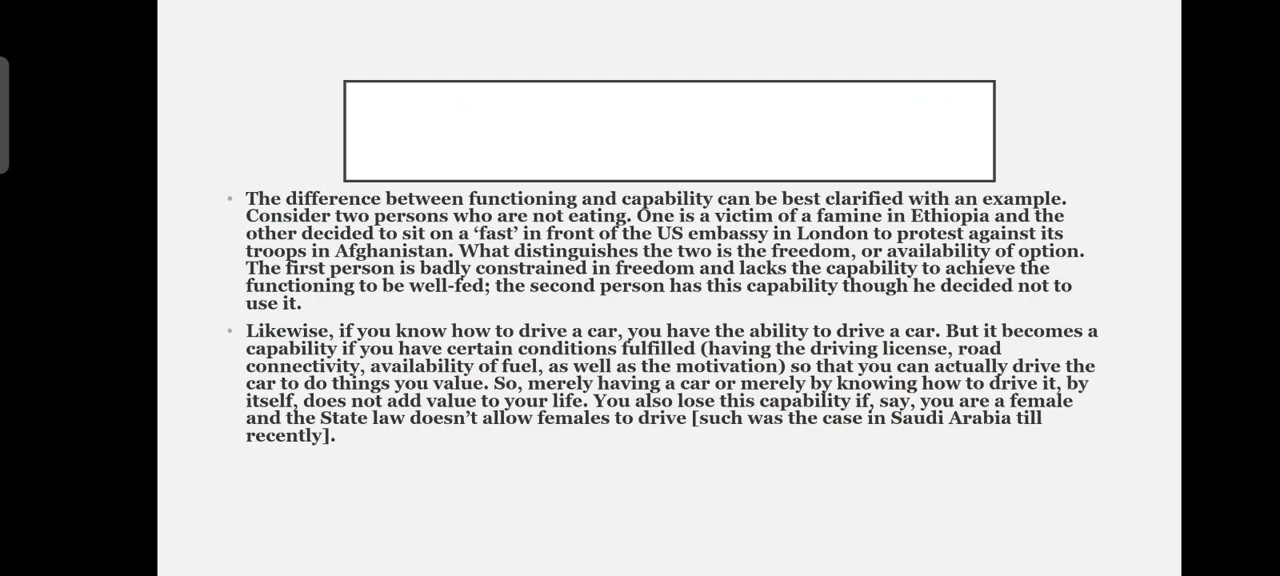 The difference between functioning and capability can be best clarified with an example.
Consider two persons who are not eating. One is a victim of a famine in Ethiopia and the
other decided to sit on a ‘fast’ in front of the US embassy in London to protest against its
troops in Afghanistan. What distinguishes the two is the freedom, or availability of option.
The first person is badly constrained in freedom and lacks the capability to achieve the
functioning to be well-fed; the second person has this capability though he decided not to
use it.
Likewise, if you know how to drive a car, you have the ability to drive a car. But it becomes a
capability if you have certain conditions fulfilled (having the driving license, road
connectivity, availability of fuel, as well as the motivation) so that you can actually drive the
car to do things you value. So, merely having a car or merely by knowing how to drive it, by
itself, does not add value to your life. You also lose this capability if, say, you are a female
and the State law doesn’t allow females to drive [such was the case in Saudi Arabia till
recently].